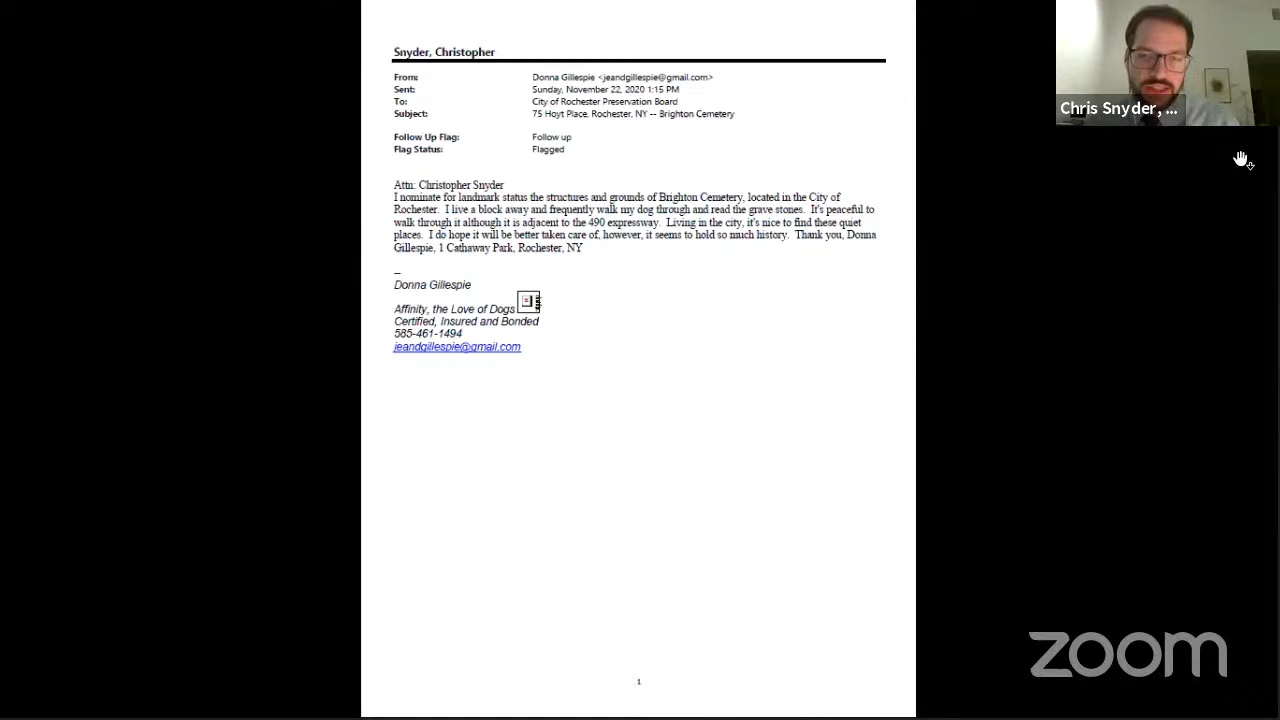 Snyder, Christopher
From: Donna Gillespie <jeandgillespie@gmail.com>
Sent: Sunday, November 22, 2020 1:15 PM
To: City of Rochester Preservation Board
Subject: 75 Hoyt Place, Rochester, NY -- Brighton Cemetery
Follow Up Flag: Follow up
Flag Status: Flagged
Attn: Christopher Snyder
I nominate for landmark status the structures and grounds of Brighton Cemetery, located in the City of
Rochester.  I live a block away and frequently walk my dog through and read the grave stones.  It's peaceful to
walk through it although it is adjacent to the 490 expressway.  Living in the city, it's nice to find these quiet
places.  I do hope it will be better taken care of, however, it seems to hold so much history.  Thank you, Donna
Gillespie, 1 Cathaway Park, Rochester, NY
--
Donna Gillespie
Affinity, the Love of Dogs
Certified, Insured and Bonded
585-461-1494
jeandgillespie@gmail.com
1
Chris Snyder, ...
zoom